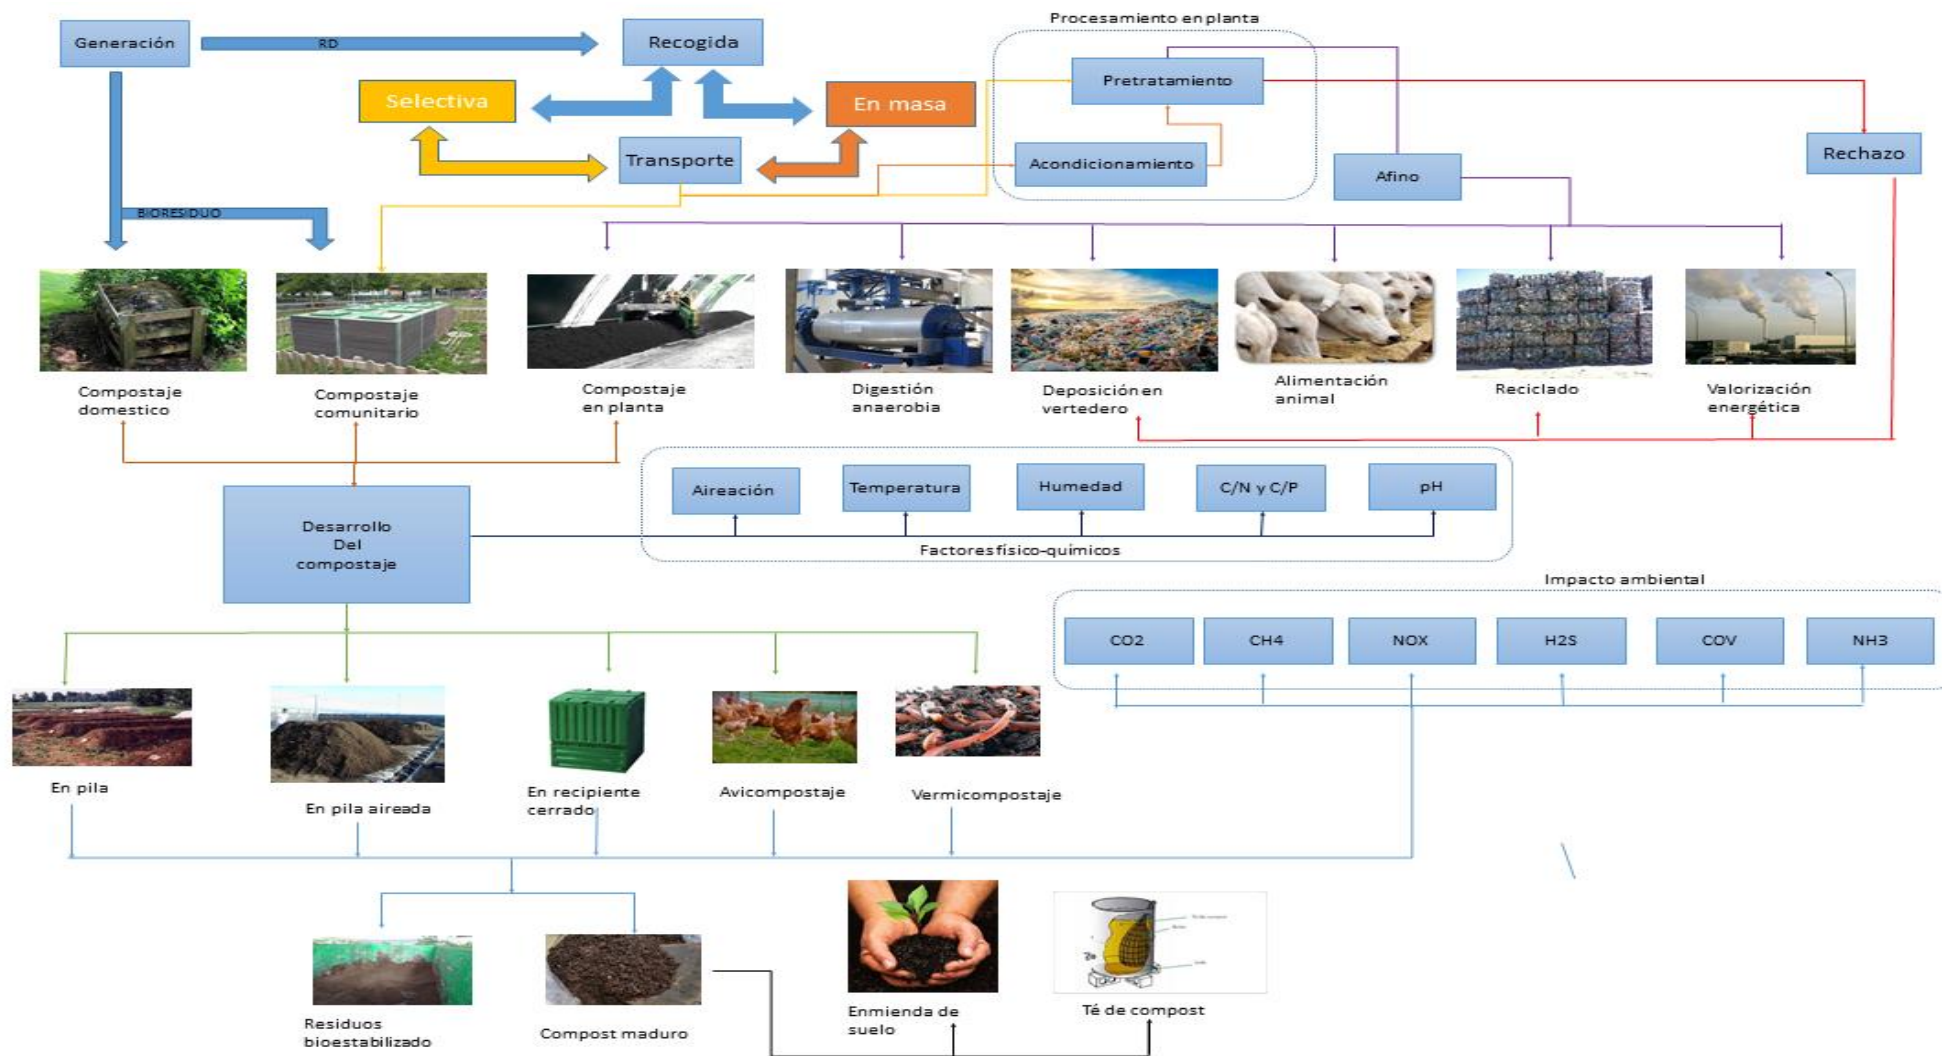 Procesamiento en planta
Generación
RD
Recogida
Selectiva
En masa
Pretratamiento
Transporte
Acondicionamiento
Afino
Rechazo
BIORESIDUO
Compostaje
domestico
Compostaje
comunitario
Compostaje
en planta
Digestión
anaerobia
Deposición en
vertedero
Alimentación
animal
Reciclado
Valorización
energética
Aireación
Temperatura
Humedad
C/N y C/P
pH
Factores físico-químicos
Desarrollo
Del
compostaje
Impacto ambiental
CO2
CH4
NOX
H2S
COV
NH3
En pila
En pila aireada
En recipiente
cerrado
Avicompostaje
Vermicompostaje
Residuos
bioestabilizado
Compost maduro
Enmienda de
suelo
Té de compost